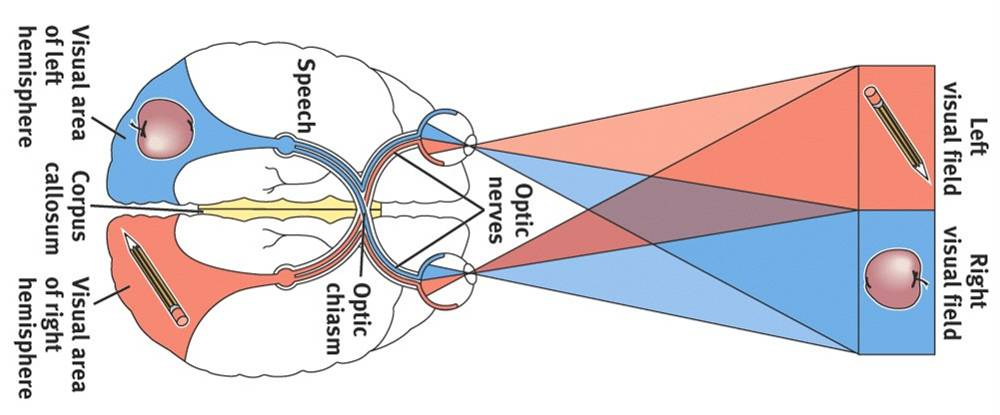 Left
visual field
Right
visual field
Optic
nerves
Optic
chiasm
Speech
Visual area
of left
hemisphere
Corpus
callosum
Visual area
of right
hemisphere